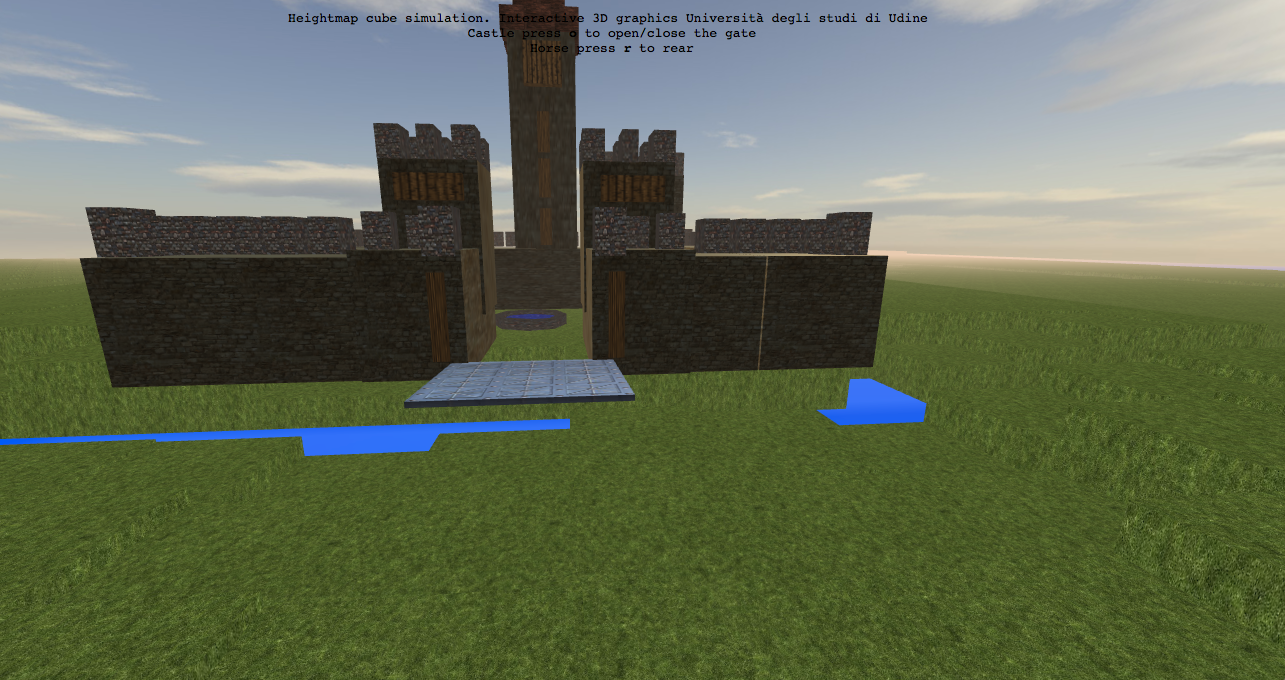 Heightmap cube simulation. Interactive 3D graphics Università degli studi di Udine
Castle press o to open/close the gate
Horse press r to rear